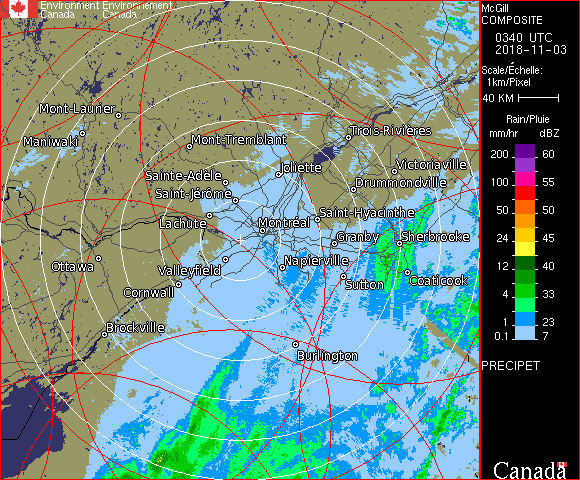 Environment Environnement
Canada Canada
McGill
COMPOSITE
0340 UTC
2018-11-03
Scale/Échelle:
1km/Pixel
40 KM
Rain/Pluie
mm/hr dBZ
200 60
100 55
50 50
24 45
12 40
4 33
1 23
0.1 7
PRECIPET
Canada
Mont-Laurier
Maniwaki
Mont-Tremblant
Trois-Rivières
Sainte-Adèle
Joliette
Victoriaville
Saint-Jérôme
Drummondville
Lachute
Montréal
Saint-Hyacinthe
Granby
Sherbrooke
Ottawa
Valleyfield
Napierville
Cornwall
Sutton
Coaticook
Brockville
Burlington